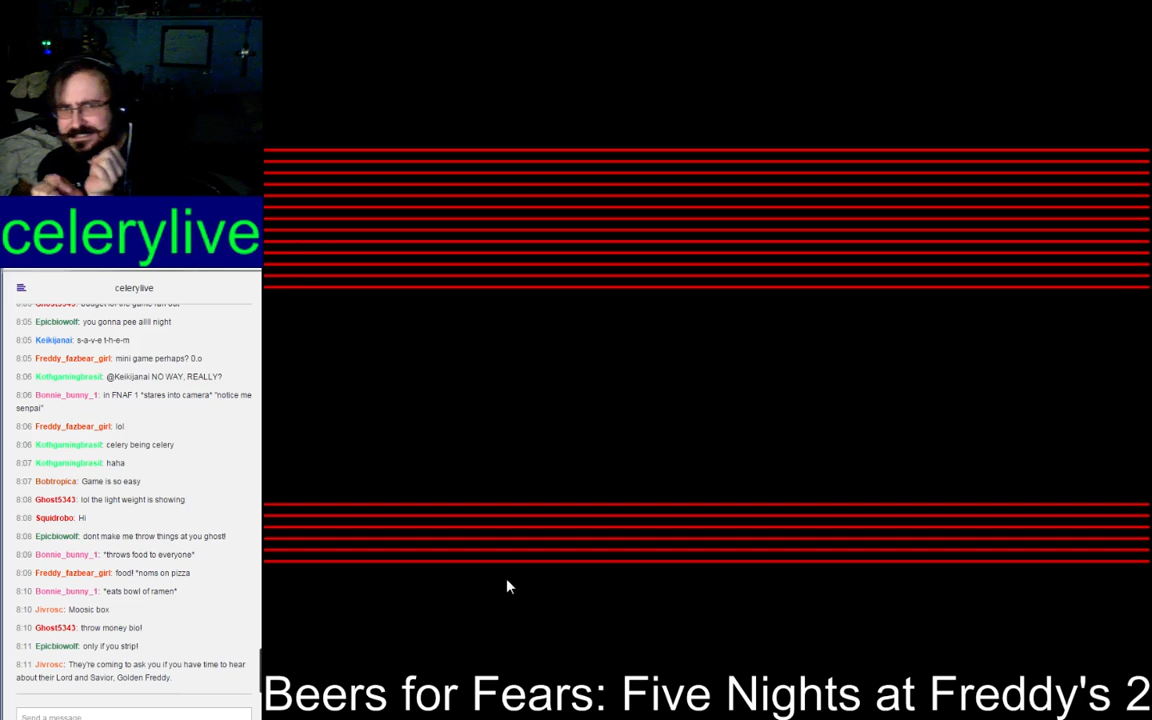 celerylive
celerylive
8:05 Epicbiowolf: you gonna pee allll night
8:05 Keikijanai: s-a-v-e t-h-e-m
8:05 Freddy_fazbear_girl: mini game perhaps? 0.o
8:06 Kothgamingbrasil: @Keikijanai NO WAY, REALLY?
8:06 Bonnie_bunny_1: in FNAF 1 *stares into camera* "notice me
senpai"
8:06 Freddy_fazbear_girl: lol
8:06 Kothgamingbrasil: celery being celery
8:07 Kothgamingbrasil: haha
8:07 Bobtropica: Game is so easy
8:08 Ghost5343: lol the light weight is showing
8:08 Squidrobo: Hi
8:08 Epicbiowolf: dont make me throw things at you ghost!
8:09 Bonnie_bunny_1: *throws food to everyone*
8:09 Freddy_fazbear_girl: food! *noms on pizza
8:10 Bonnie_bunny_1: *eats bowl of ramen*
8:10 Jivrosc: Moosic box
8:10 Ghost5343: throw money bio!
8:11 Epicbiowolf: only if you strip!
8:11 Jivrosc: They're coming to ask you if you have time to hear
about their Lord and Savior, Golden Freddy.
Send a message
Beers for Fears: Five Nights at Freddy's 2